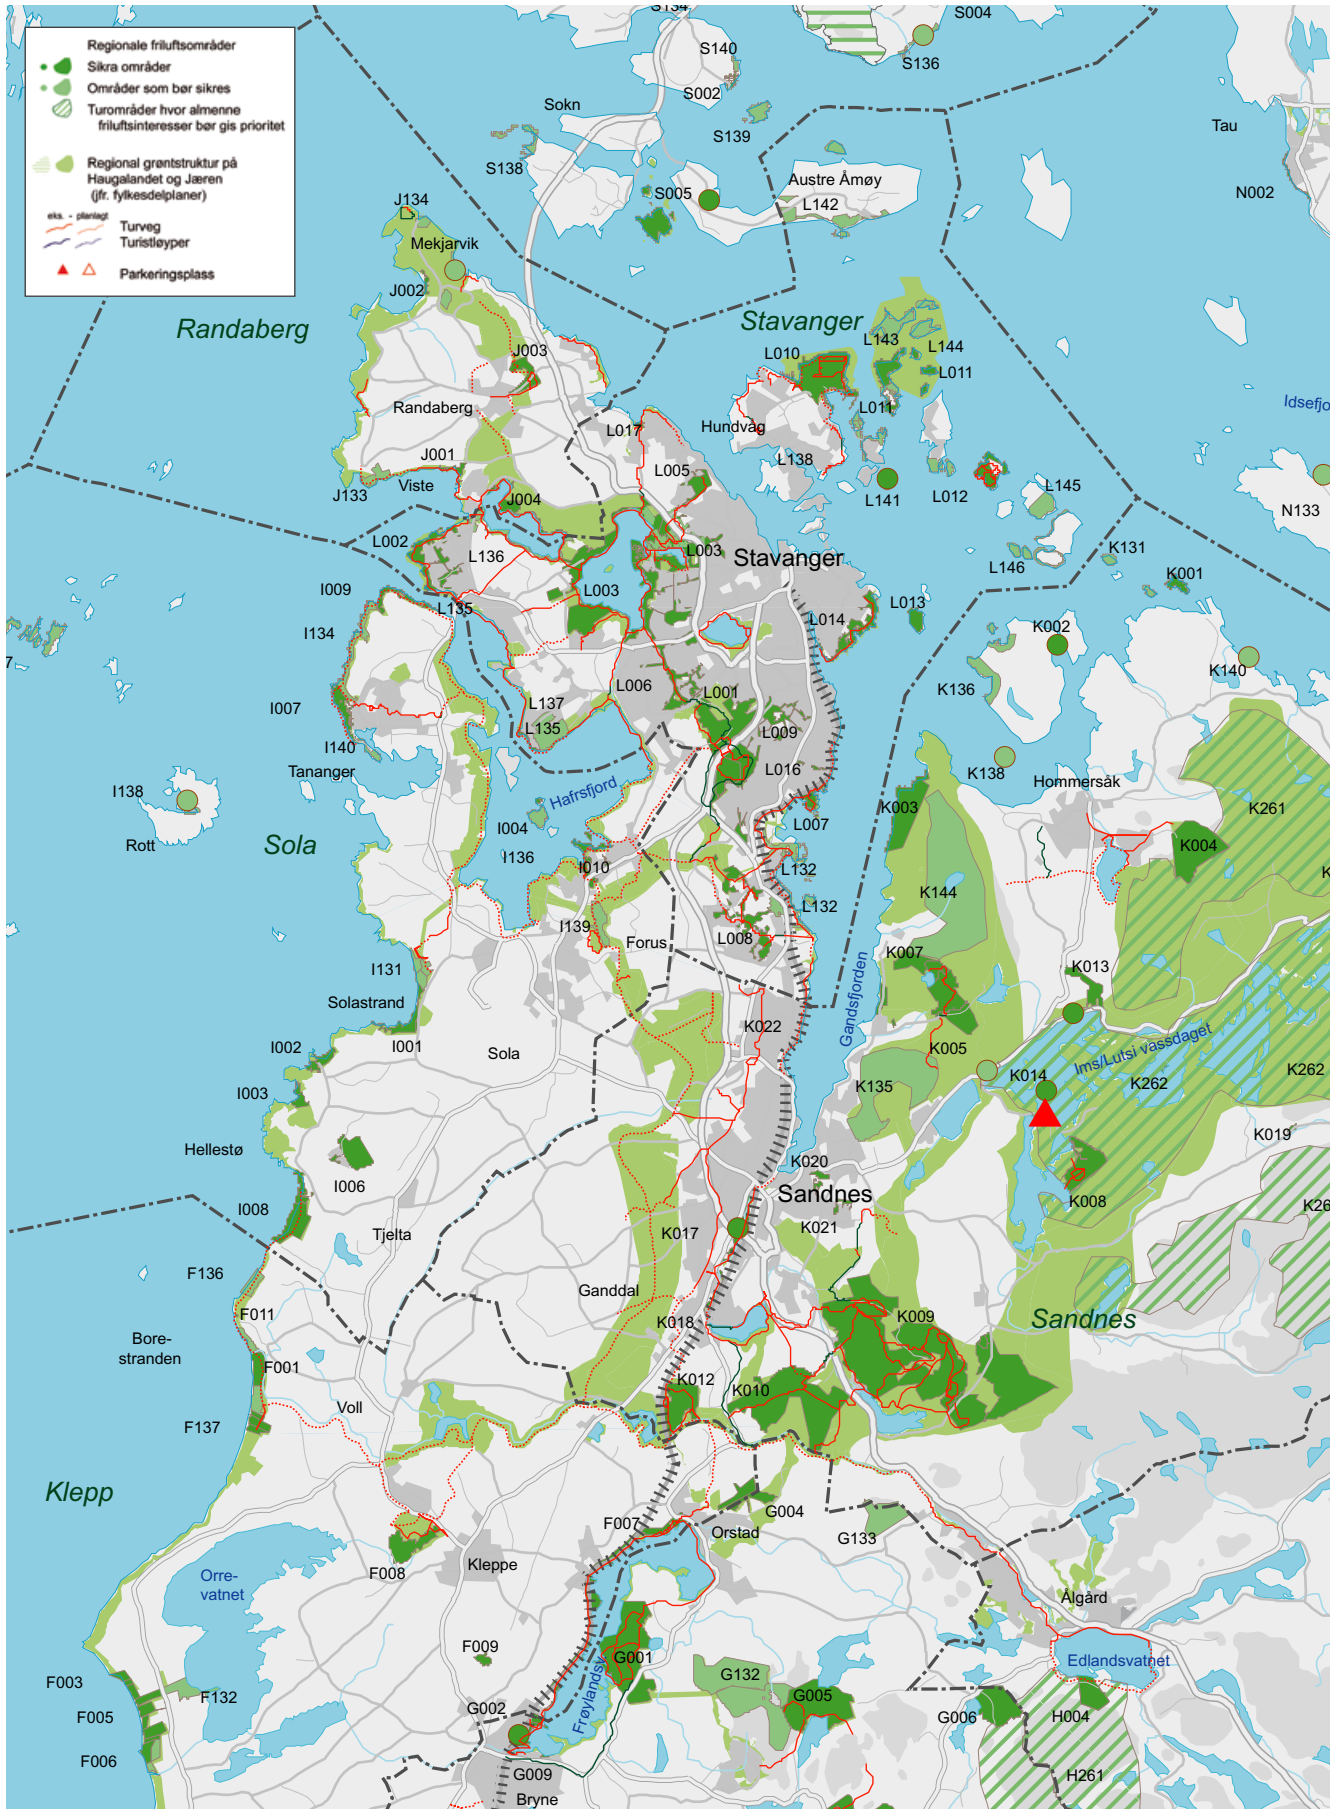 Regionale friluftsområder
Sikra områder
Områder som bør sikres
Turområder hvor almenne
friluftsinteresser bør gis prioritet
Regional grøntstruktur på
Haugalandet og Jæren
(jfr. fylkesdelplaner)
eks. - planlagt
Turveg
Turistløyper
Parkeringsplass
S134
S004
S140
S136
S002
Sokn
S139
Tau
S138
Austre Åmøy
S005
N002
J134
L142
Mekjarvik
J002
Randaberg
Stavanger
L143
L144
J003
L010
L011
Idsefjo
L011
Randaberg
Hundvåg
L017
J001
L138
L005
J133
Viste
L141
L012
L145
J004
N133
L002
L136
L003
Stavanger
K131
L146
K001
I009
L003
L135
L013
I134
L014
K002
7
K140
L006
K136
L137
L001
I007
L135
L009
I140
K138
L016
Tananger
Hommersåk
I138
Hafrsfjord
K261
K003
I004
L007
Rott
Sola
K004
I136
I010
L132
K
K144
L132
I139
Forus
L008
K007
I131
K013
Gandsfjorden
Solastrand
K022
I002
I001
Sola
K005
Ims/Lutsi vassdaget
K014
K262
K262
I003
K135
K019
Hellestø
K020
I006
Sandnes
K008
I008
K26
Tjelta
K017
K021
F136
Ganddal
F011
K009
Sandnes
Bore-
stranden
K018
F001
K012
K010
Voll
F137
Klepp
G004
F007
Orstad
G133
F008
Kleppe
Orre-
vatnet
Ålgård
F009
G001
Edlandsvatnet
F003
F132
G132
G005
G002
Frøylandsv
F005
G006
H004
F006
G009
H261
Bryne